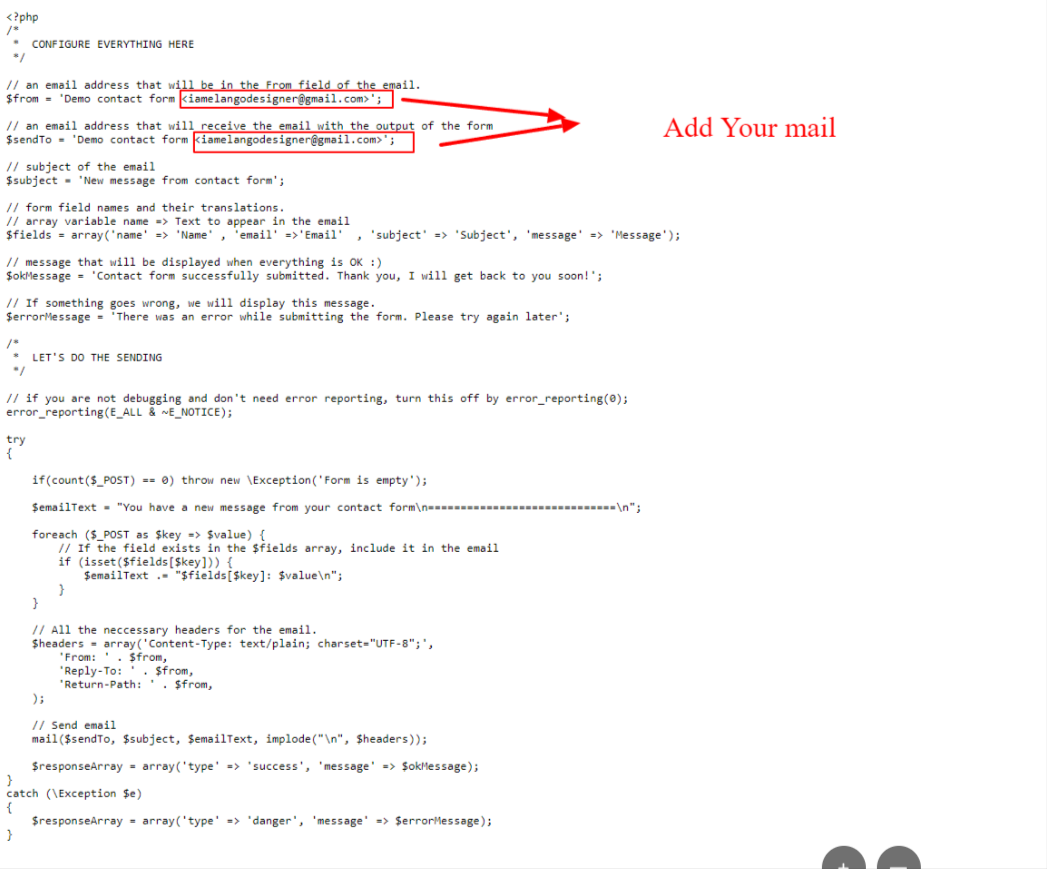 <?php
/*
 *  CONFIGURE EVERYTHING HERE
 */
// an email address that will be in the From field of the email.
$from = 'Demo contact form <iamelangodesigner@gmail.com>';
// an email address that will receive the email with the output of the form
$sendTo = 'Demo contact form <iamelangodesigner@gmail.com>';
Add Your mail
// subject of the email
$subject = 'New message from contact form';
// form field names and their translations.
// array variable name => Text to appear in the email
$fields = array('name' => 'Name' , 'email' =>'Email'  , 'subject' => 'Subject', 'message' => 'Message');
// message that will be displayed when everything is OK :)
$okMessage = 'Contact form successfully submitted. Thank you, I will get back to you soon!';
// If something goes wrong, we will display this message.
$errorMessage = 'There was an error while submitting the form. Please try again later';
/*
 *  LET'S DO THE SENDING
 */
// if you are not debugging and don't need error reporting, turn this off by error_reporting(0);
error_reporting(E_ALL & ~E_NOTICE);
try
{
    if(count($_POST) == 0) throw new \Exception('Form is empty');
    $emailText = "You have a new message from your contact form\n=============================\n";
    foreach ($_POST as $key => $value) {
        // If the field exists in the $fields array, include it in the email
        if (isset($fields[$key])) {
            $emailText .= "$fields[$key]: $value\n";
        }
    }
    // All the neccessary headers for the email.
    $headers = array('Content-Type: text/plain; charset="UTF-8";',
        'From: ' . $from,
        'Reply-To: ' . $from,
        'Return-Path: ' . $from,
    );
    // Send email
    mail($sendTo, $subject, $emailText, implode("\n", $headers));
    $responseArray = array('type' => 'success', 'message' => $okMessage);
}
catch (\Exception $e)
{
    $responseArray = array('type' => 'danger', 'message' => $errorMessage);
}